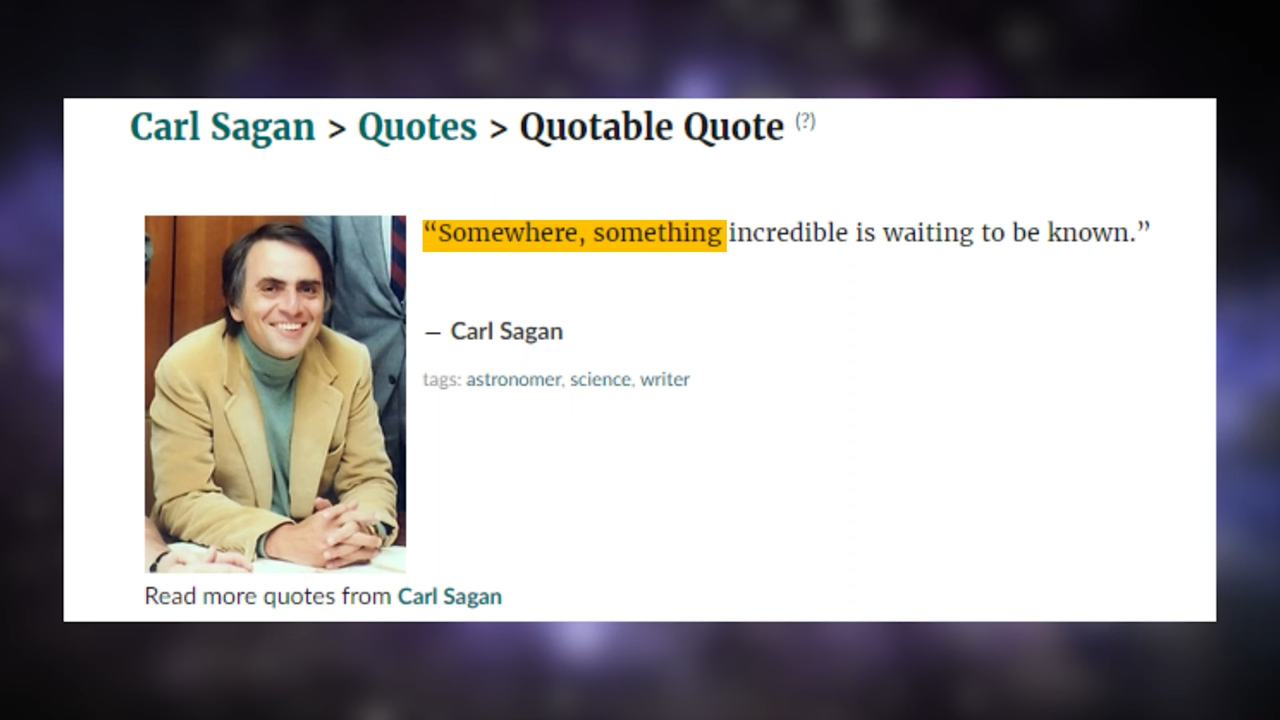 Carl Sagan > Quotes > Quotable Quote (?)
“Somewhere, something incredible is waiting to be known.”
― Carl Sagan
tags: astronomer, science, writer
Read more quotes from Carl Sagan